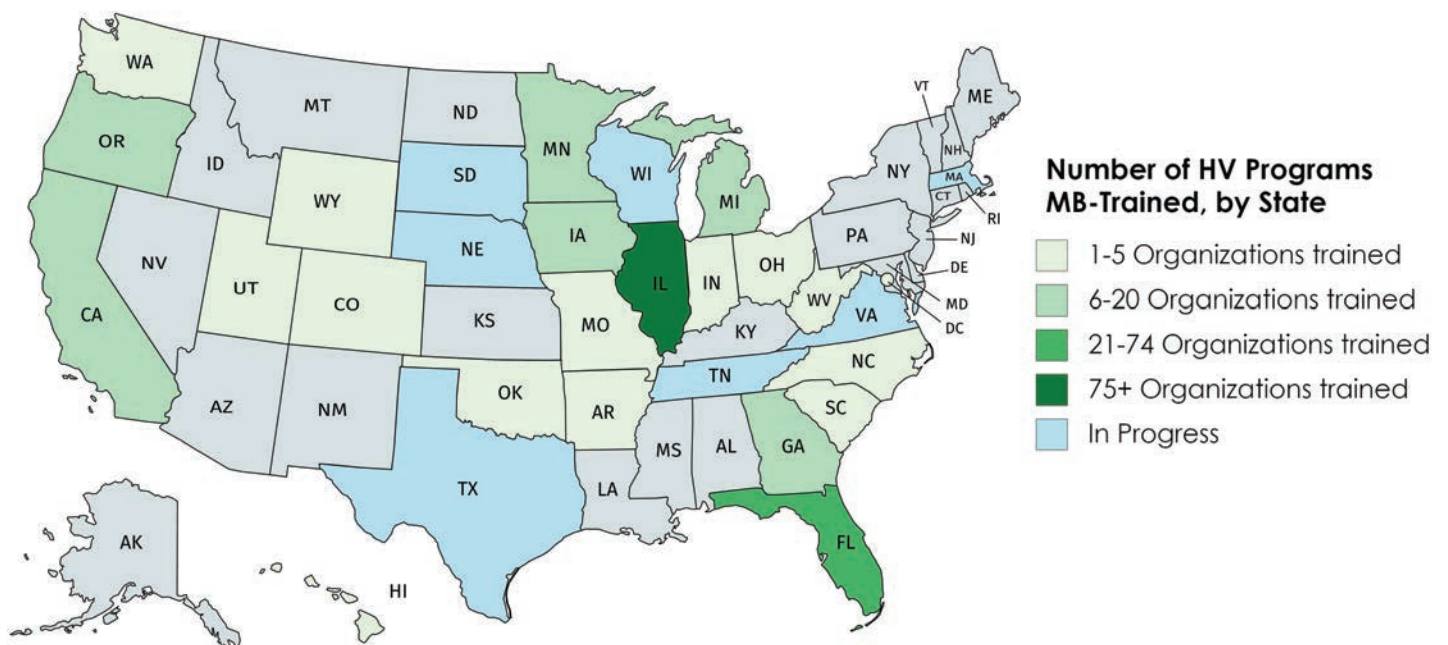 WA
MT
ND
VT
ME
OR
ID
MN
NH
SD
WI
NY
MA
WY
MI
CT
RI
IA
PA
NJ
NE
NV
OH
DE
UT
IL
IN
CO
WV
MD
CA
KS
MO
VA
DC
KY
NC
TN
OK
AZ
NM
AR
SC
MS
AL
GA
TX
LA
AK
FL
HI
Number of HV Programs
MB-Trained, by State
1-5 Organizations trained
6-20 Organizations trained
21-74 Organizations trained
75+ Organizations trained
In Progress